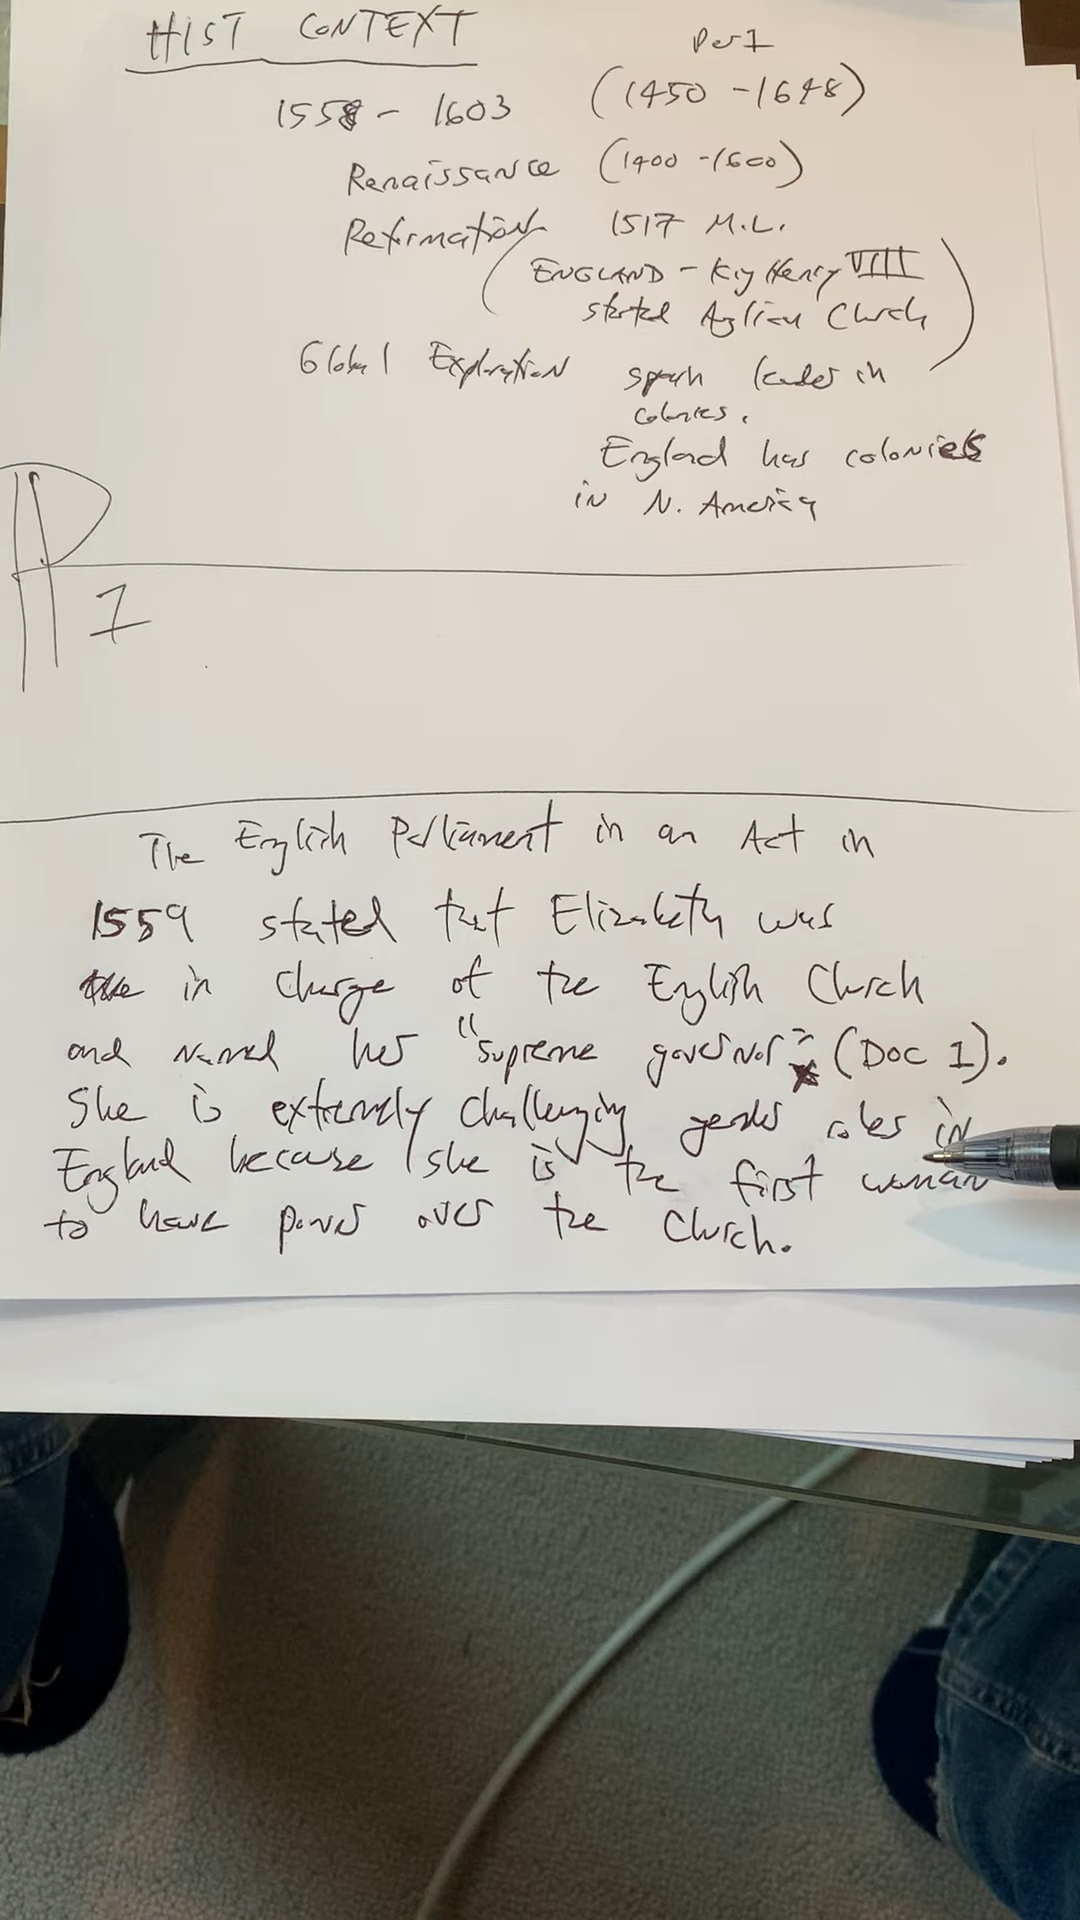 HIST CONTEXT
Per 1
1558 - 1603 (1450 - 1648)
Renaissance (1400 - 1600)
Reformation 1517 M.L.
(ENGLAND - King Henry VIII
started Anglican Church)
Global Exploration spain leader in
colonies.
England has colonies
in N. America
1
The English Parliament in an Act in
1559 stated that Elizabeth was
in charge of the English Church
and named her "supreme governor" (Doc 1).
She is extremely challenging gender roles in
England because she is the first woman
to have power over the Church.